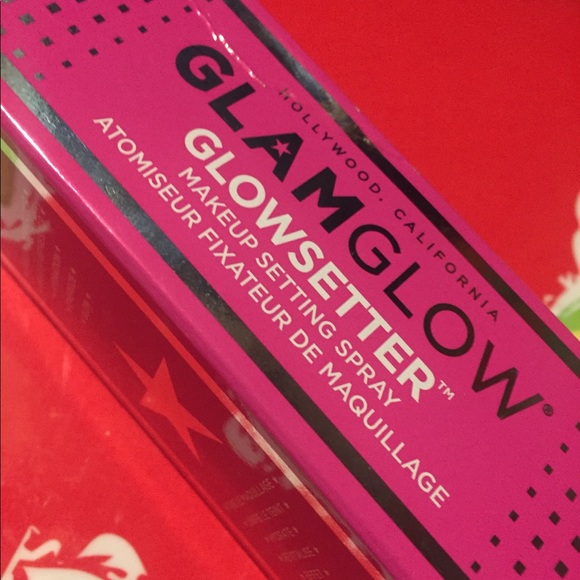 HOLLYWOOD, CALIFORNIA
GLAMGLOW®
GLOWSETTER™
MAKEUP SETTING SPRAY
ATOMISEUR FIXATEUR DE MAQUILLAGE